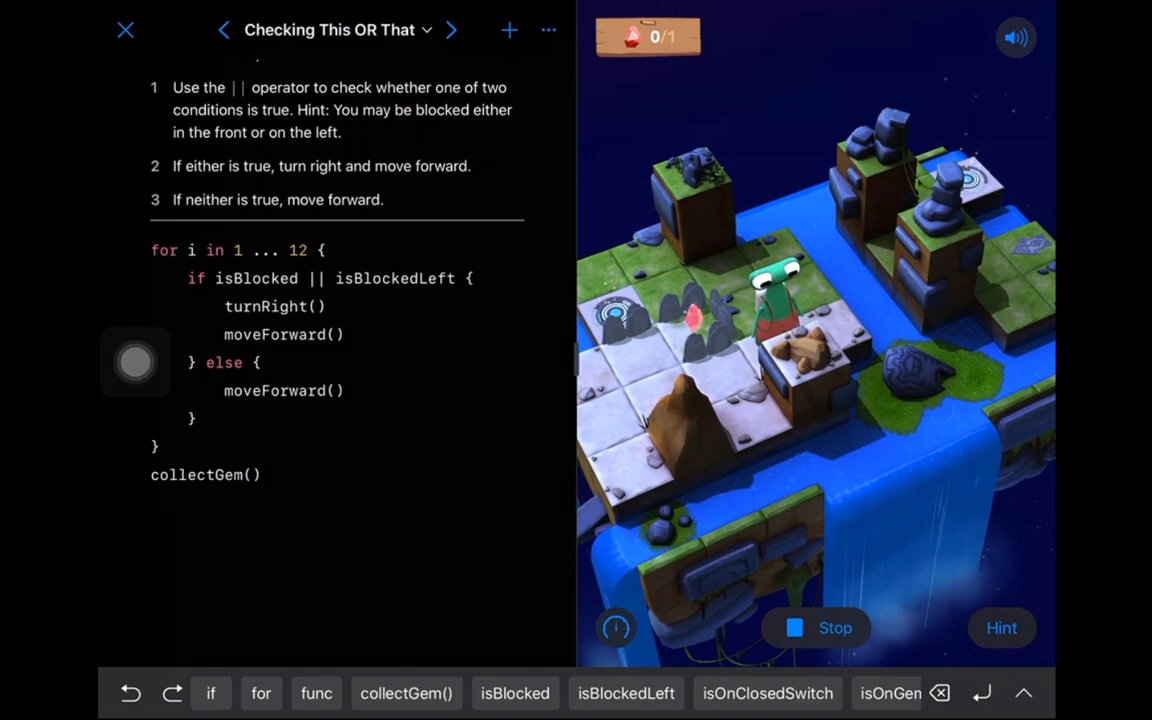 Checking This OR That
0/1
1 Use the || operator to check whether one of two
conditions is true. Hint: You may be blocked either
in the front or on the left.
2 If either is true, turn right and move forward.
3 If neither is true, move forward.
for i in 1 ... 12 {
if isBlocked || isBlockedLeft {
turnRight()
moveForward()
} else {
moveForward()
}
}
collectGem()
Stop
Hint
if for func collectGem() isBlocked isBlockedLeft isOnClosedSwitch isOnGem